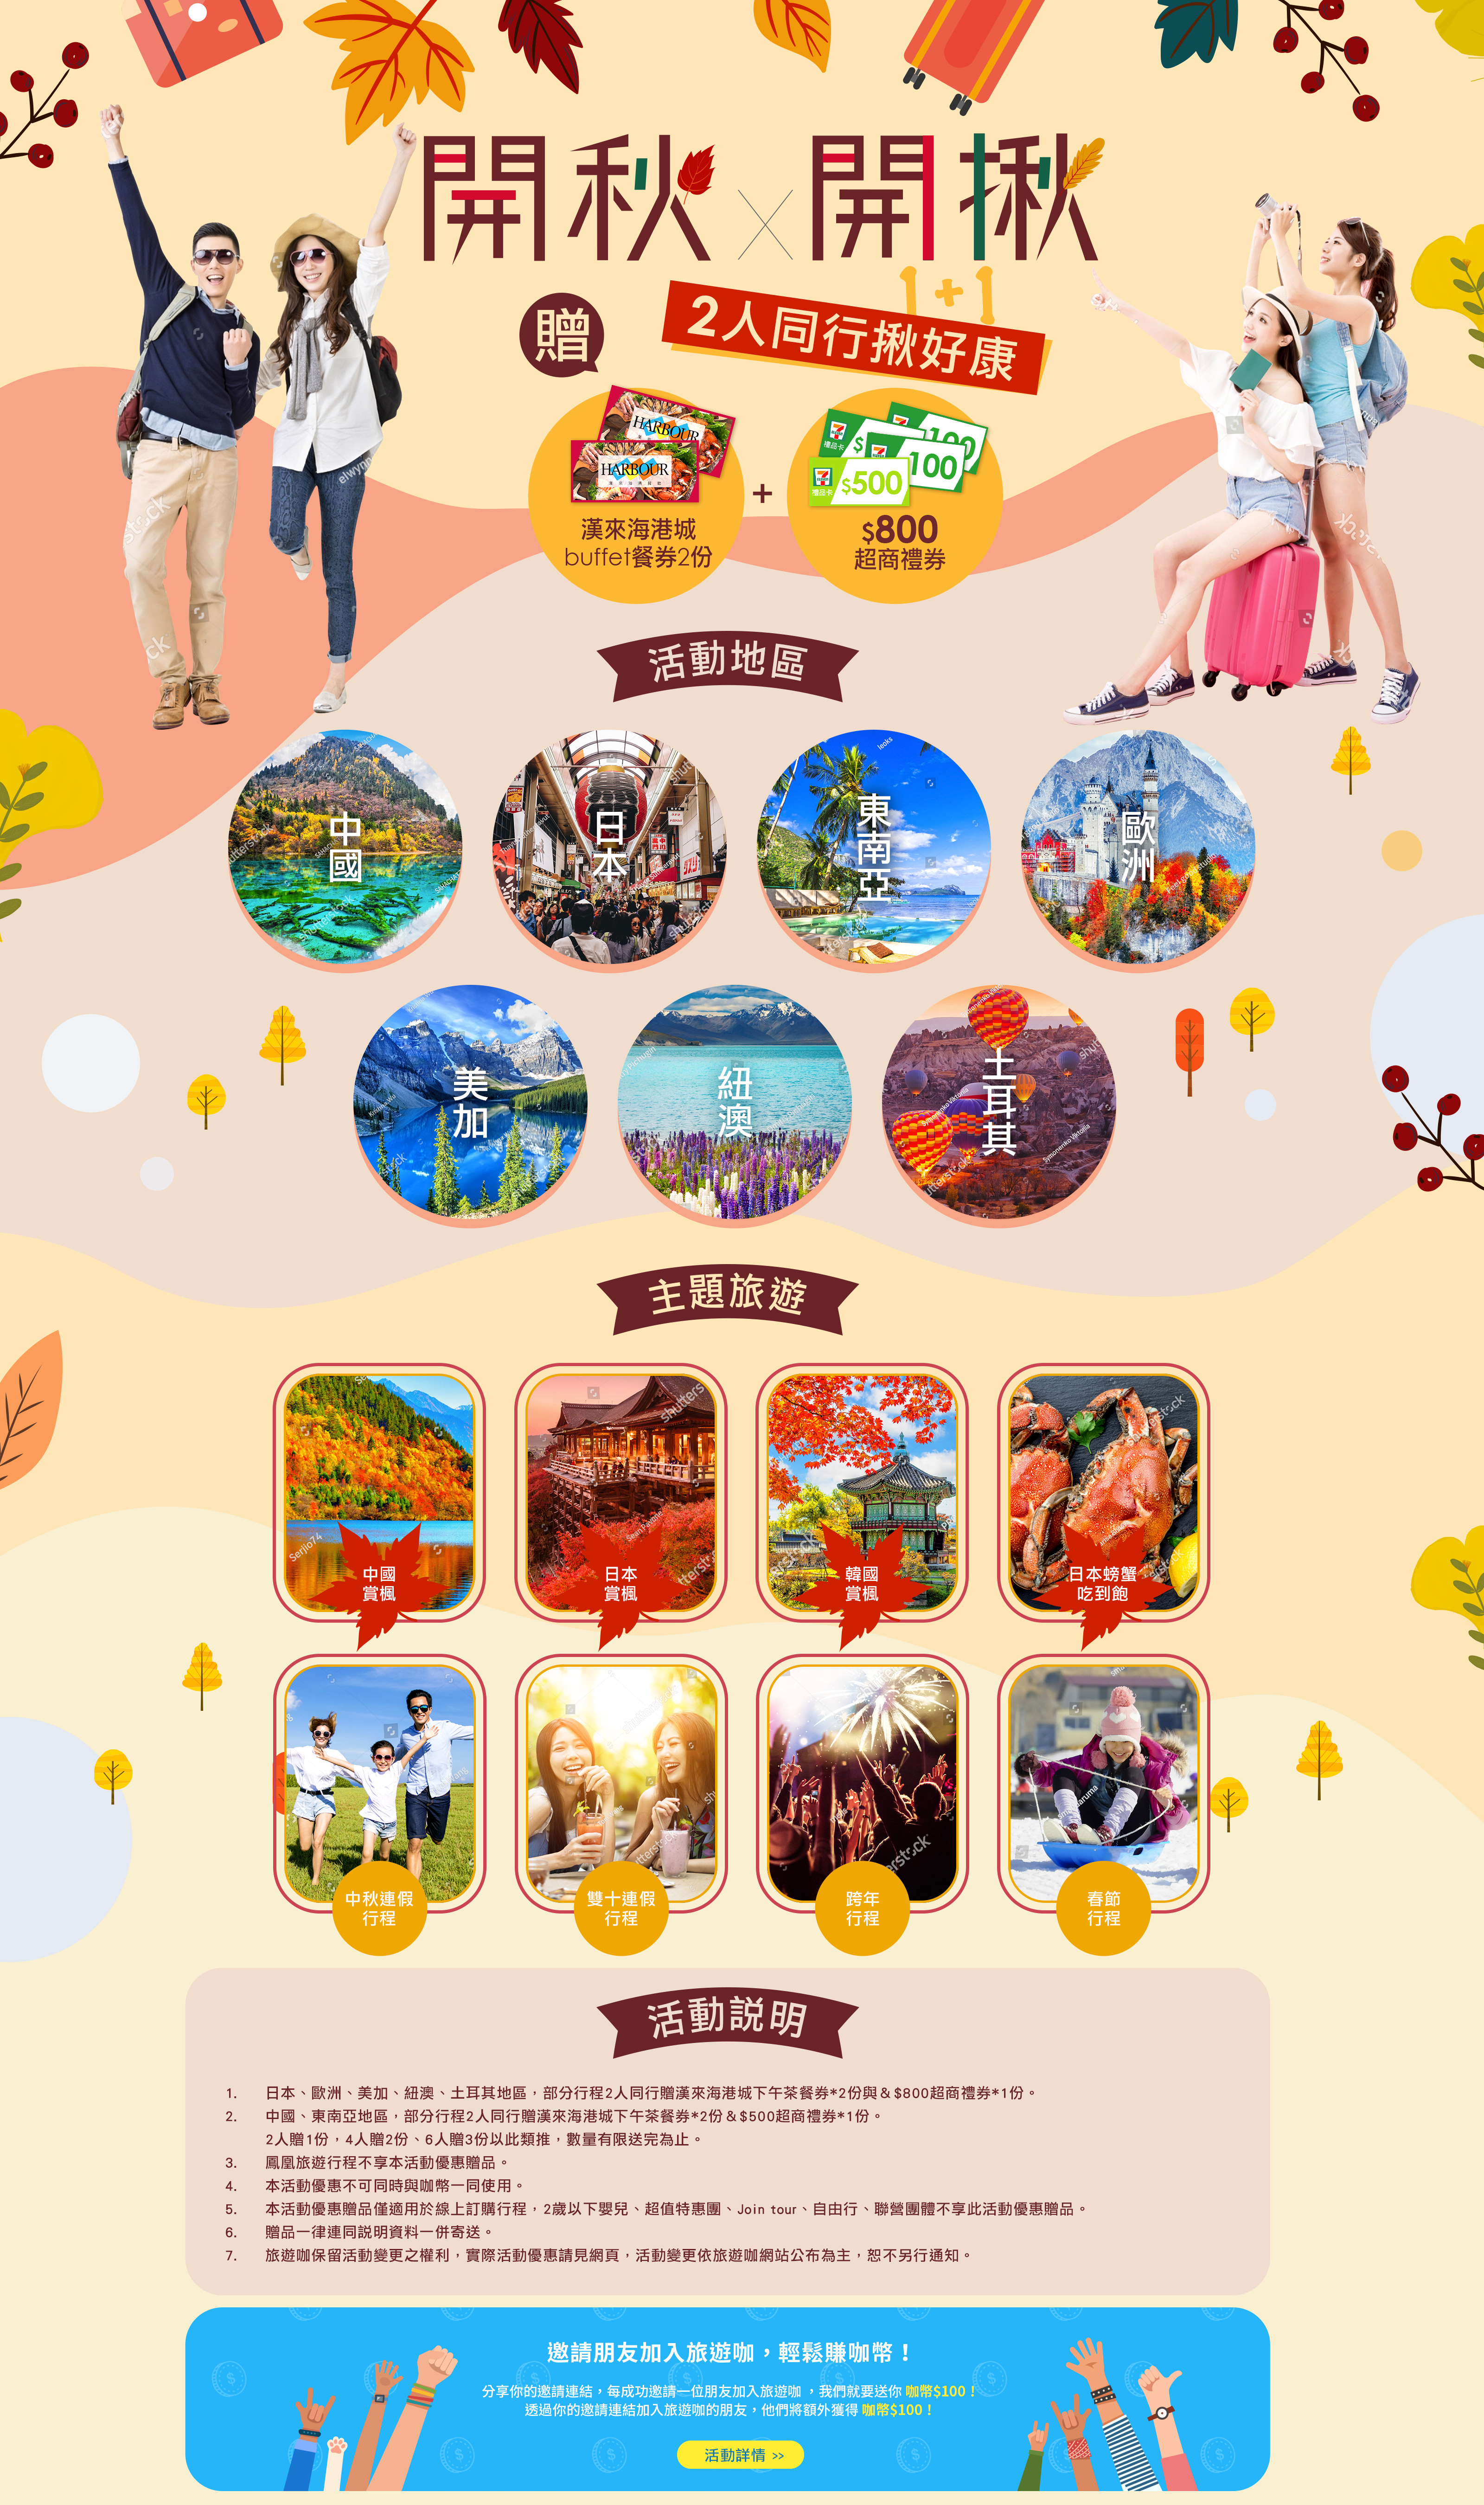 開秋×開揪
1+1
2人同行揪好康
贈
HARBOUR
HARBOUR
漢來海港城
buffet餐券2份
+
7-ELEVEN
禮品卡
$
100
100
禮品卡
$500
$800
超商禮券
活動地區
中國
日本
東南亞
歐洲
美加
紐澳
土耳其
主題旅遊
中國
賞楓
日本
賞楓
韓國
賞楓
日本螃蟹
吃到飽
中秋連假
行程
雙十連假
行程
跨年
行程
春節
行程
活動説明
1. 日本、歐洲、美加、紐澳、土耳其地區，部分行程2人同行贈漢來海港城下午茶餐券*2份與＆$800超商禮券*1份。
2. 中國、東南亞地區，部分行程2人同行贈漢來海港城下午茶餐券*2份＆$500超商禮券*1份。
2人贈1份，4人贈2份、6人贈3份以此類推，數量有限送完為止。
3. 鳳凰旅遊行程不享本活動優惠贈品。
4. 本活動優惠不可同時與咖幣一同使用。
5. 本活動優惠贈品僅適用於線上訂購行程，2歲以下嬰兒、超值特惠團、Join tour、自由行、聯營團體不享此活動優惠贈品。
6. 贈品一律連同説明資料一併寄送。
7. 旅遊咖保留活動變更之權利，實際活動優惠請見網頁，活動變更依旅遊咖網站公布為主，恕不另行通知。
邀請朋友加入旅遊咖，輕鬆賺咖幣！
分享你的邀請連結，每成功邀請一位朋友加入旅遊咖 ，我們就要送你 咖幣$100！
透過你的邀請連結加入旅遊咖的朋友，他們將額外獲得 咖幣$100！
活動詳情 >>